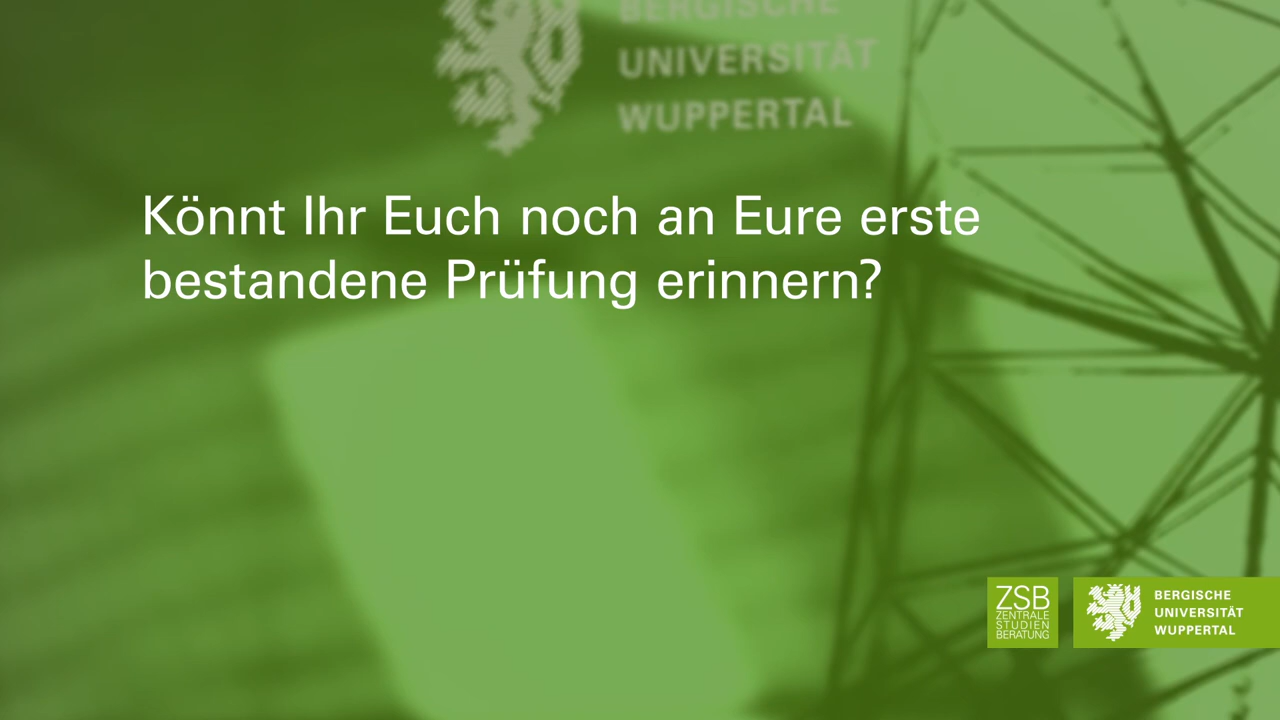 BERGISCHE
UNIVERSITÄT
WUPPERTAL
Könnt Ihr Euch noch an Eure erste
bestandene Prüfung erinnern?
ZSB
ZENTRALE
STUDIEN
BERATUNG
BERGISCHE
UNIVERSITÄT
WUPPERTAL